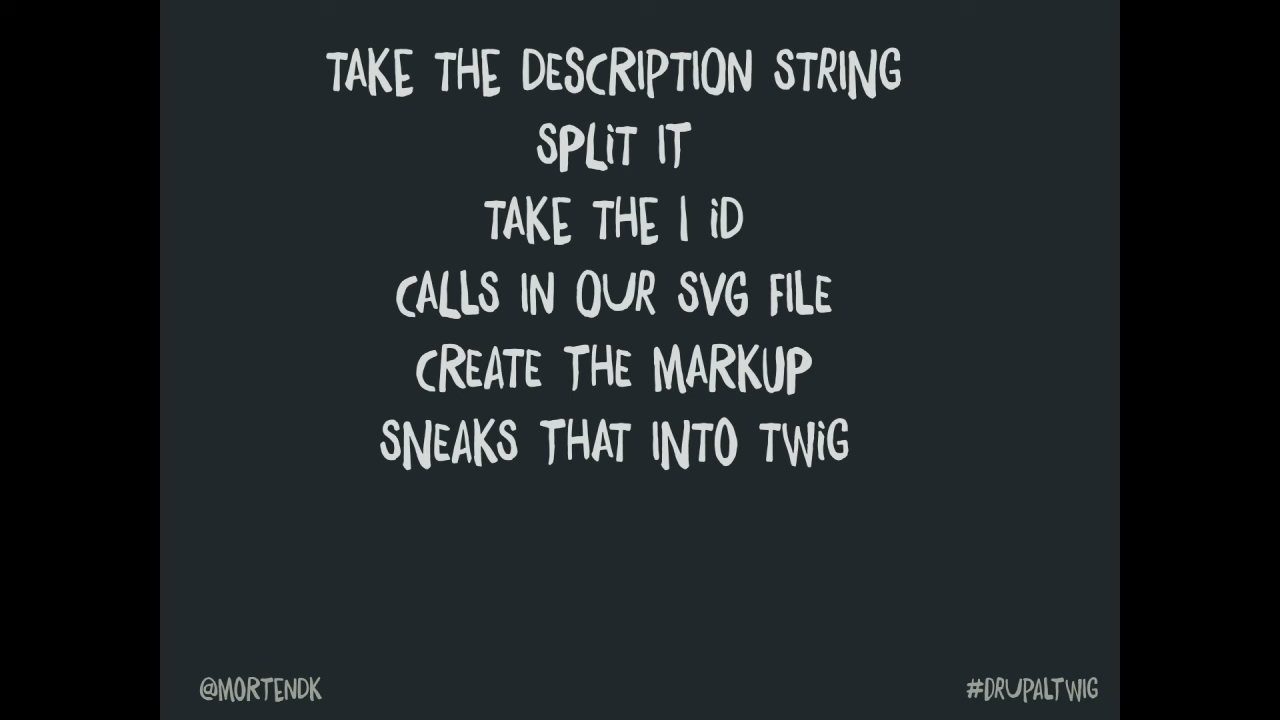 TAKE THE DESCRIPTION STRING
SPLIT IT
TAKE THE I ID
CALLS IN OUR SVG FILE
CREATE THE MARKUP
SNEAKS THAT INTO TWIG
@MORTENDK
#DRUPALTWIG